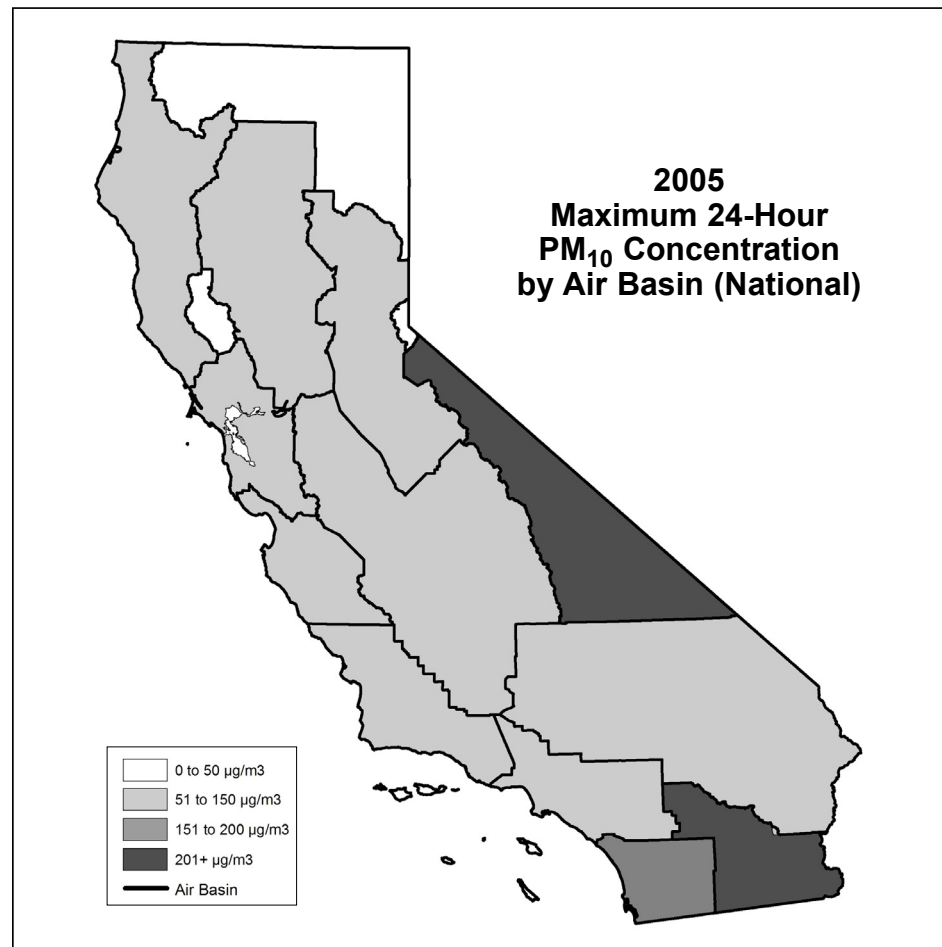 2005
Maximum 24-Hour
PM₁₀ Concentration
by Air Basin (National)
0 to 50 µg/m3
51 to 150 µg/m3
151 to 200 µg/m3
201+ µg/m3
Air Basin